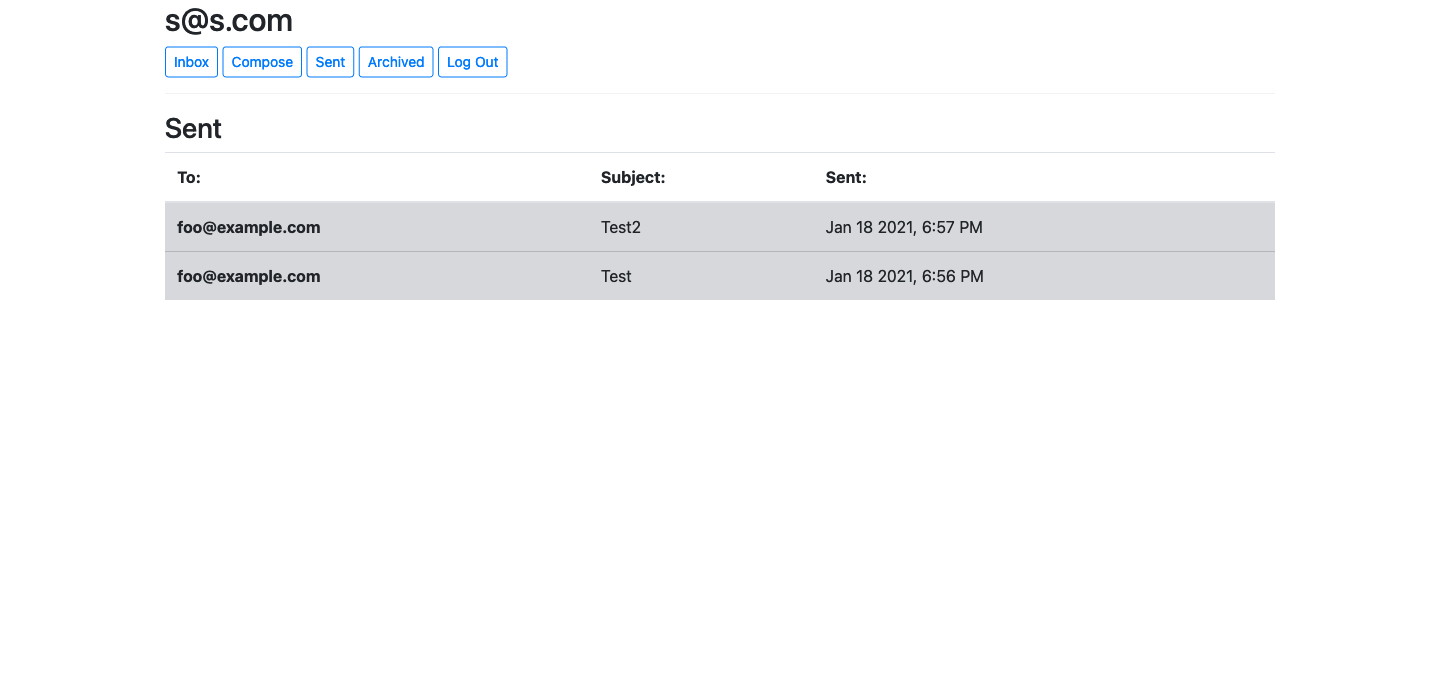 s@s.com
Inbox Compose Sent Archived Log Out
Sent
To: Subject: Sent:
foo@example.com Test2 Jan 18 2021, 6:57 PM
foo@example.com Test Jan 18 2021, 6:56 PM